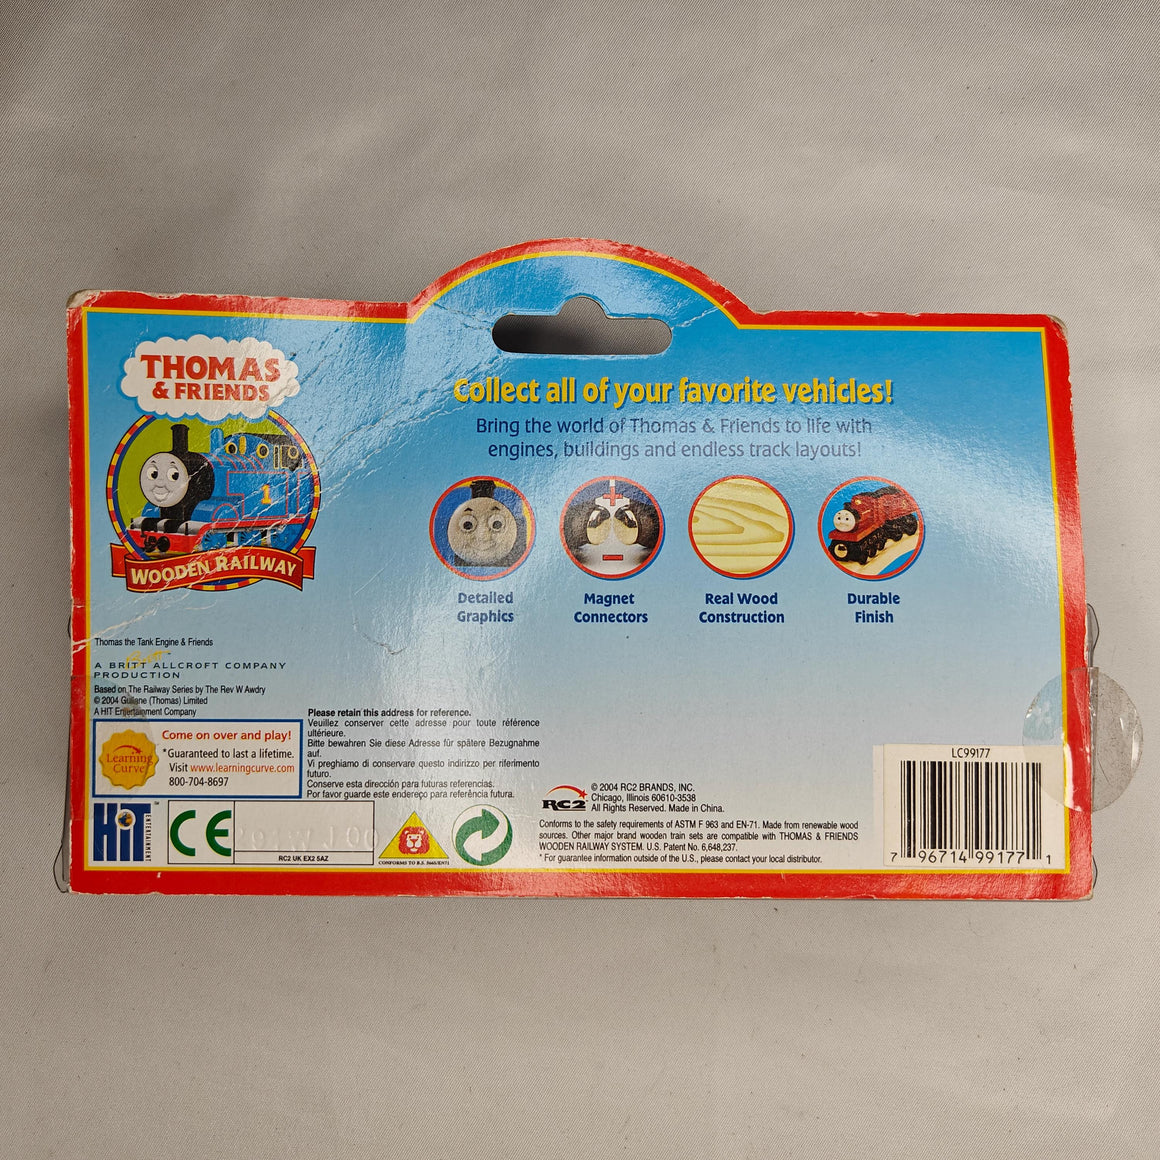 THOMAS
& FRIENDS
1
WOODEN RAILWAY
Collect all of your favorite vehicles!
Bring the world of Thomas & Friends to life with
engines, buildings and endless track layouts!
Detailed
Graphics
Magnet
Connectors
Real Wood
Construction
Durable
Finish
Thomas the Tank Engine & Friends
A BRITT ALLCROFT COMPANY
PRODUCTION
Based on The Railway Series by The Rev W Awdry
© 2004 Gullane (Thomas) Limited
A HIT Entertainment Company
Learning
Curve
Come on over and play!
*Guaranteed to last a lifetime.
Visit www.learningcurve.com
800-704-8697
Please retain this address for reference.
Veuillez conserver cette adresse pour toute référence
ultérieure.
Bitte bewahren Sie diese Adresse für spätere Bezugnahme
auf.
Vi preghiamo di conservare questo indirizzo per riferimento
futuro.
Conserve esta dirección para futuras referencias.
Por favor guarde este endereço para referência futura.
HiT
ENTERTAINMENT
CE
RC2 UK EX2 5AZ
CONFORMS TO B.S. 5665/EN71
RC2
© 2004 RC2 BRANDS, INC.
Chicago, Illinois 60610-3538
All Rights Reserved. Made in China.
Conforms to the safety requirements of ASTM F 963 and EN-71. Made from renewable wood
sources. Other major brand wooden train sets are compatible with THOMAS & FRIENDS
WOODEN RAILWAY SYSTEM. U.S. Patent No. 6,648,237.
* For guarantee information outside of the U.S., please contact your local distributor.
LC99177
7 96714 99177 1